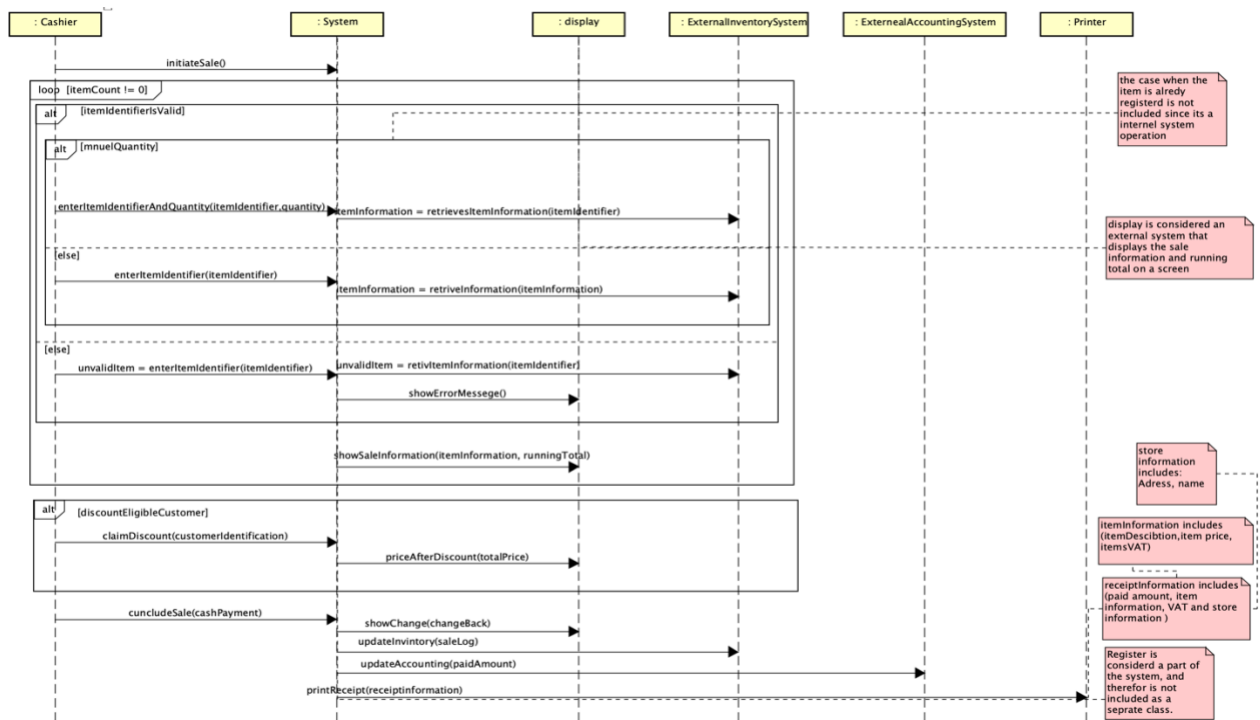 : Cashier
: System
: display
: ExternalInventorySystem
: ExternealAccountingSystem
: Printer
initiateSale()
loop [itemCount != 0]
alt [itemIdentifierIsValid]
the case when the
item is alredy
registerd is not
included since its a
internel system
operation
alt [mnuelQuantity]
enterItemIdentifierAndQuantity(itemIdentifier,quantity)
itemInformation = retrievesItemInformation(itemIdentifier)
display is considered an
external system that
displays the sale
information and running
total on a screen
[else]
enterItemIdentifier(itemIdentifier)
itemInformation = retriveInformation(itemInformation)
[else]
unvalidItem = enterItemIdentifier(itemIdentifier)
unvalidItem = retivItemInformation(itemIdentifier)
showErrorMessege()
showSaleInformation(itemInformation, runningTotal)
store
information
includes:
Adress, name
alt [discountEligibleCustomer]
claimDiscount(customerIdentification)
priceAfterDiscount(totalPrice)
itemInformation includes
(itemDescibtion,item price,
itemsVAT)
receiptInformation includes
(paid amount, item
information, VAT and store
information )
cuncludeSale(cashPayment)
showChange(changeBack)
updateInvintory(saleLog)
updateAccounting(paidAmount)
printReceipt(receiptinformation)
Register is
considerd a part of
the system, and
therefor is not
included as a
seprate class.